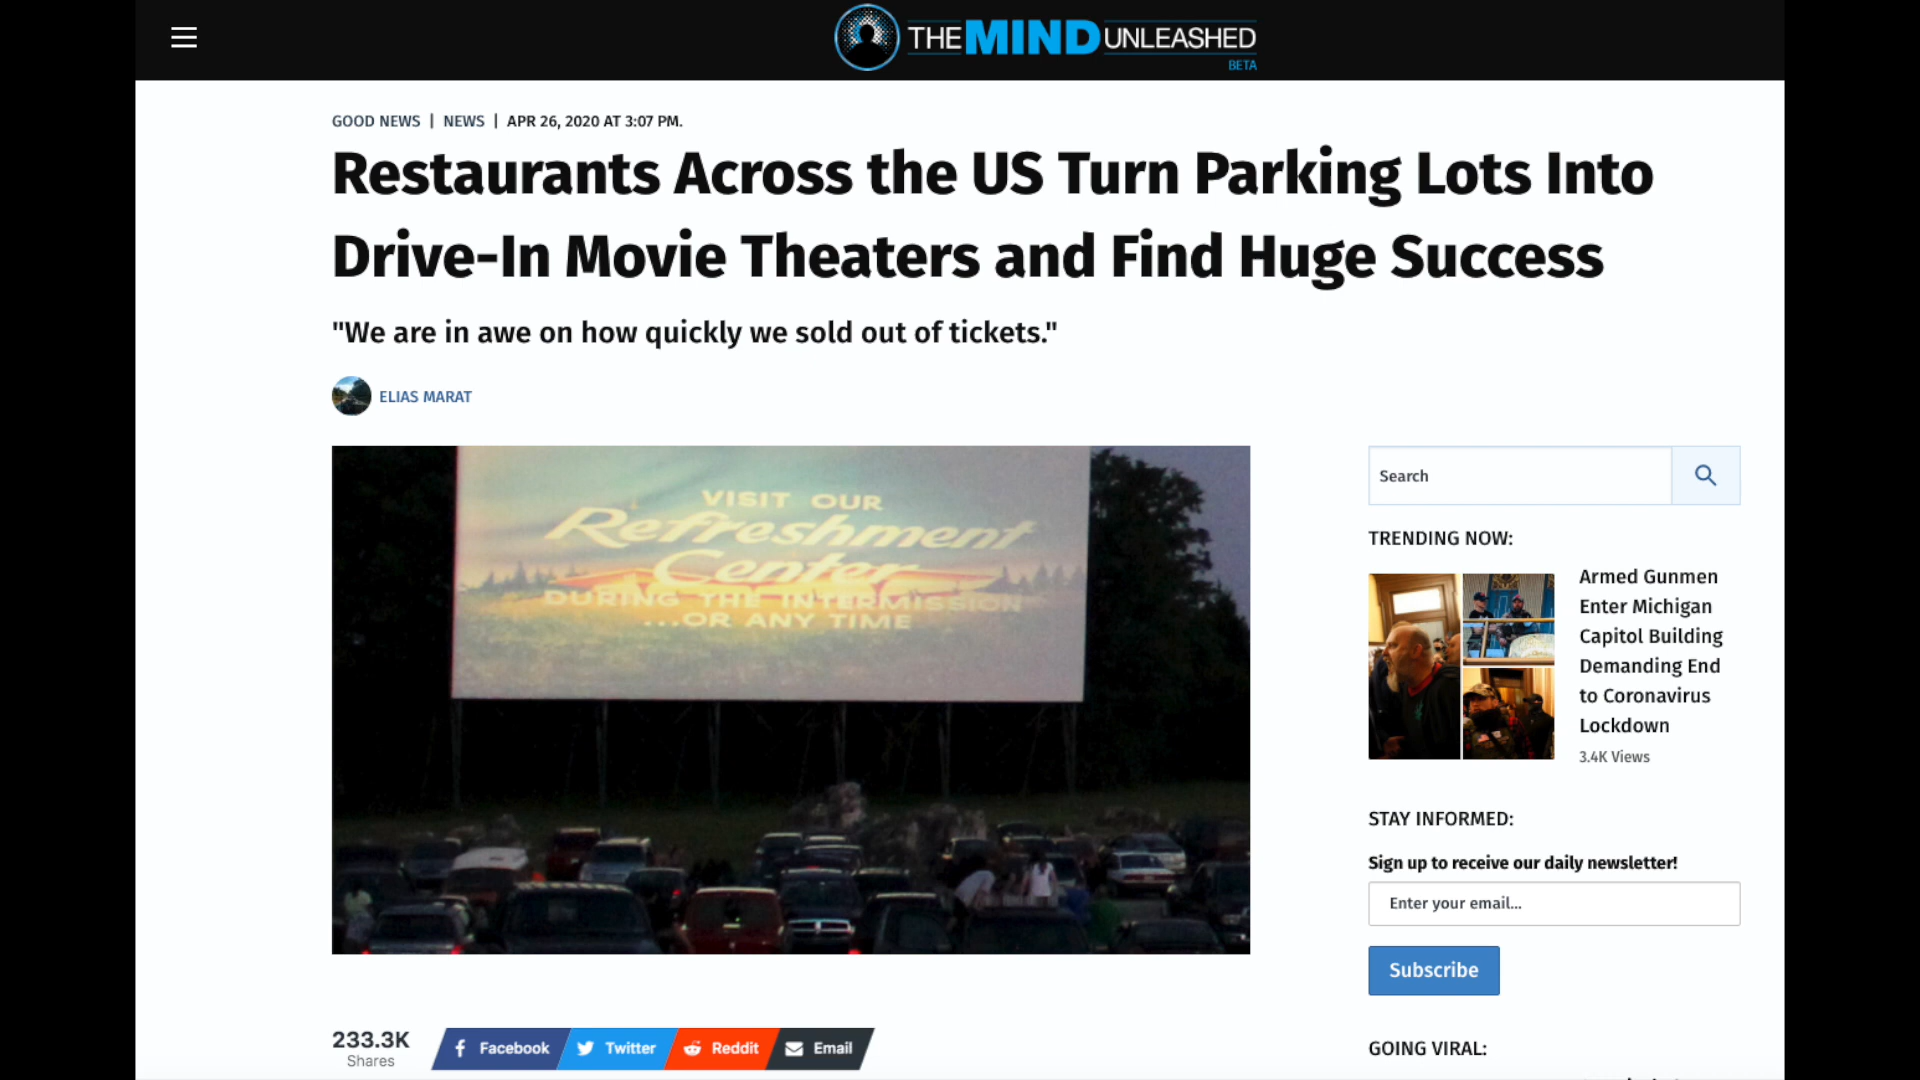 THE MIND UNLEASHED
BETA
GOOD NEWS | NEWS | APR 26, 2020 AT 3:07 PM.
Restaurants Across the US Turn Parking Lots Into
Drive-In Movie Theaters and Find Huge Success
"We are in awe on how quickly we sold out of tickets."
ELIAS MARAT
VISIT OUR
Refreshment
Center
DURING THE INTERMISSION
...OR ANY TIME
Search
TRENDING NOW:
Armed Gunmen
Enter Michigan
Capitol Building
Demanding End
to Coronavirus
Lockdown
3.4K Views
STAY INFORMED:
Sign up to receive our daily newsletter!
Enter your email...
Subscribe
233.3K
Shares
Facebook
Twitter
Reddit
Email
GOING VIRAL: